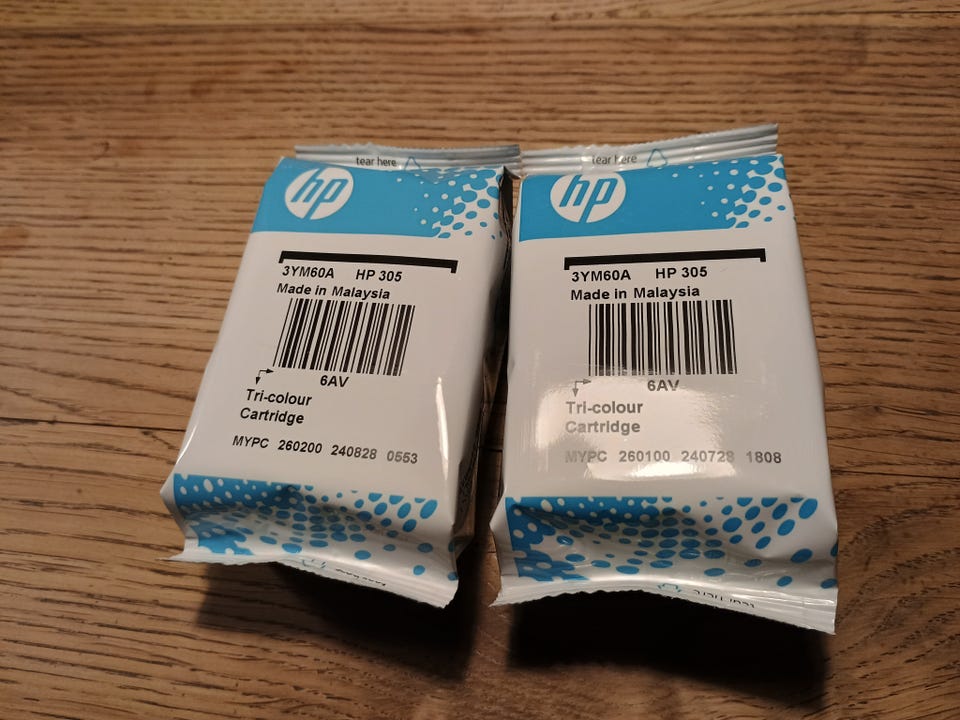 tear here
hp
3YM60A HP 305
Made in Malaysia
6AV
Tri-colour
Cartridge
MYPC 260200 240828 0553
tear here
hp
3YM60A HP 305
Made in Malaysia
6AV
Tri-colour
Cartridge
MYPC 260100 240728 1808